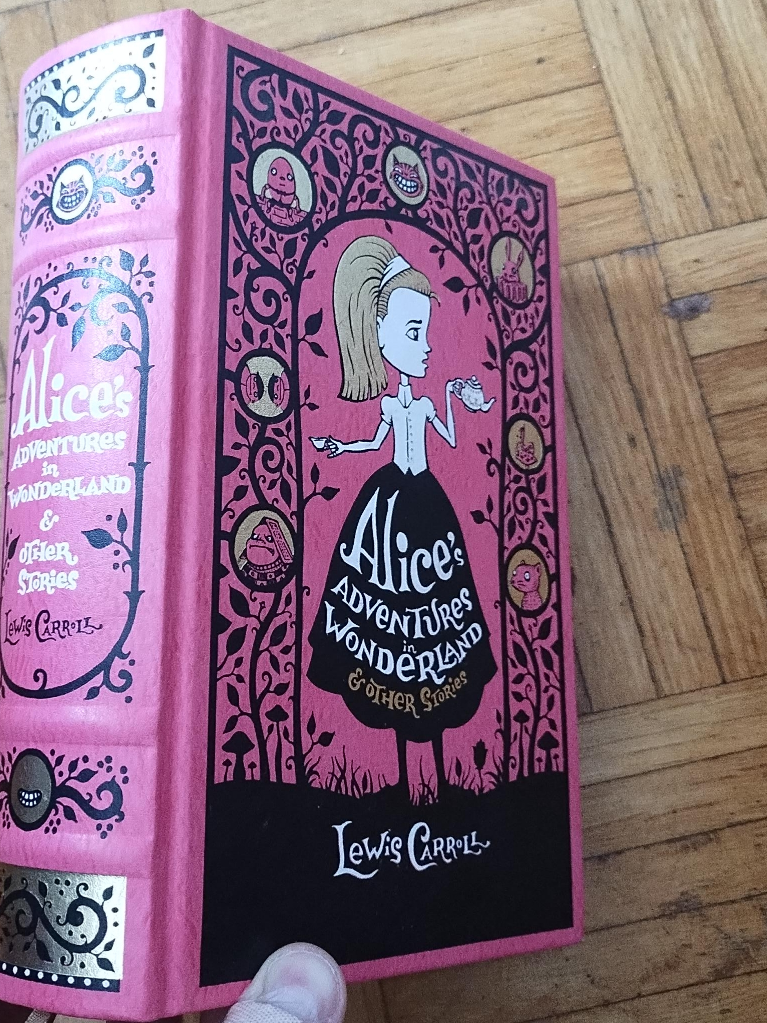 Alice's
ADVENTURES
in
WONDERLAND
&
OTHER
STORIES
LEWIS CARROLL
Alice's
ADVENTURES
in
WONDERLAND
& OTHER STORIES
LEWIS CARROLL